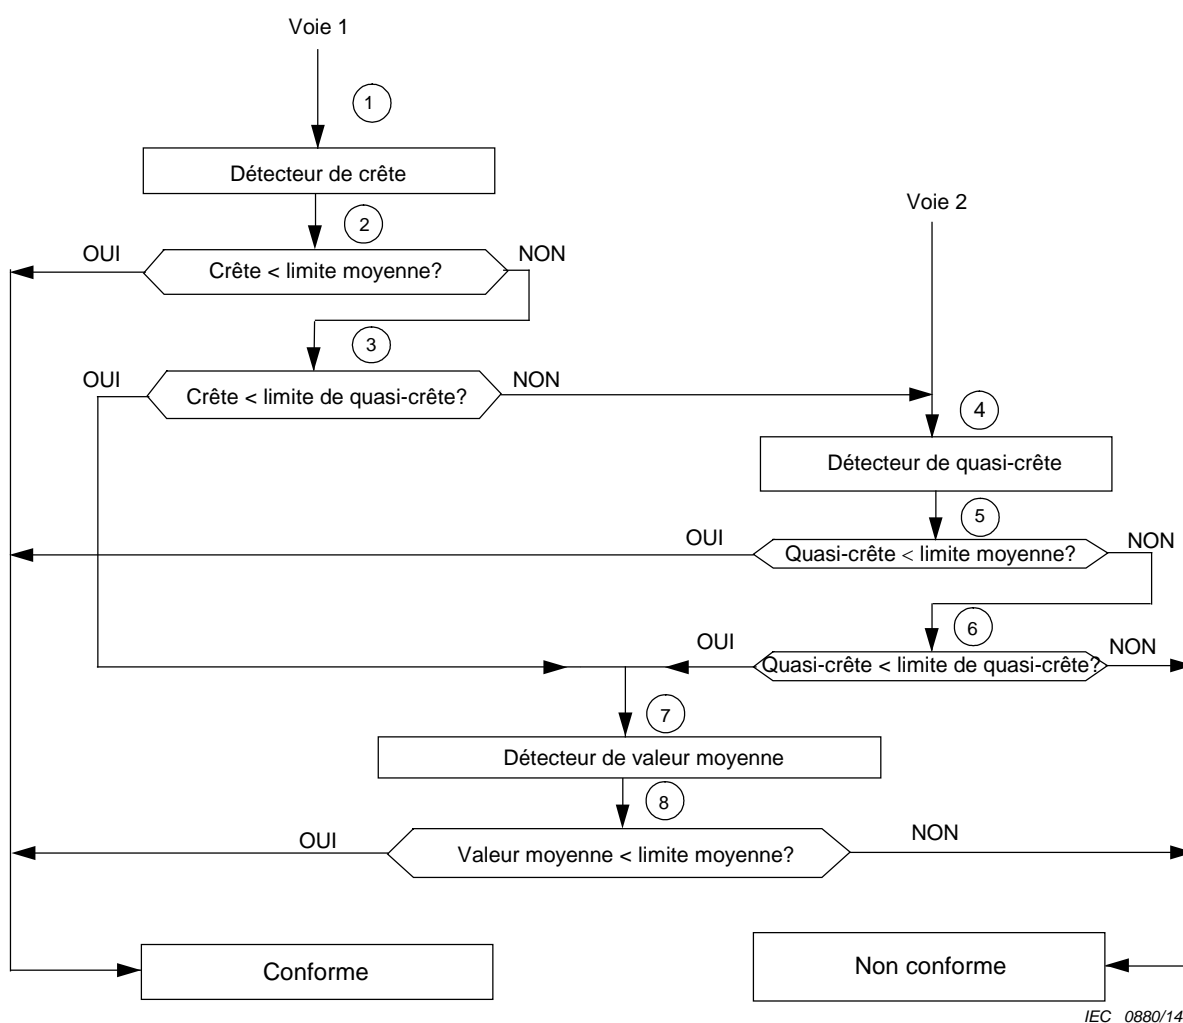 Voie 1
1
Détecteur de crête
2
Voie 2
OUI
NON
Crête < limite moyenne?
3
OUI
NON
Crête < limite de quasi-crête?
4
Détecteur de quasi-crête
5
OUI
NON
Quasi-crête < limite moyenne?
6
OUI
NON
Quasi-crête < limite de quasi-crête?
7
Détecteur de valeur moyenne
8
OUI
NON
Valeur moyenne < limite moyenne?
Conforme
Non conforme
IEC 0880/14